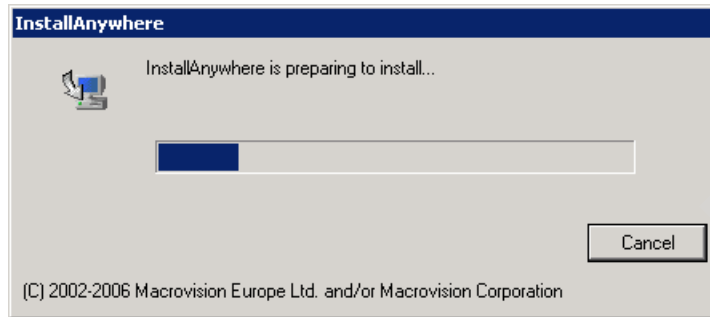 InstallAnywhere
InstallAnywhere is preparing to install...
Cancel
(C) 2002-2006 Macrovision Europe Ltd. and/or Macrovision Corporation